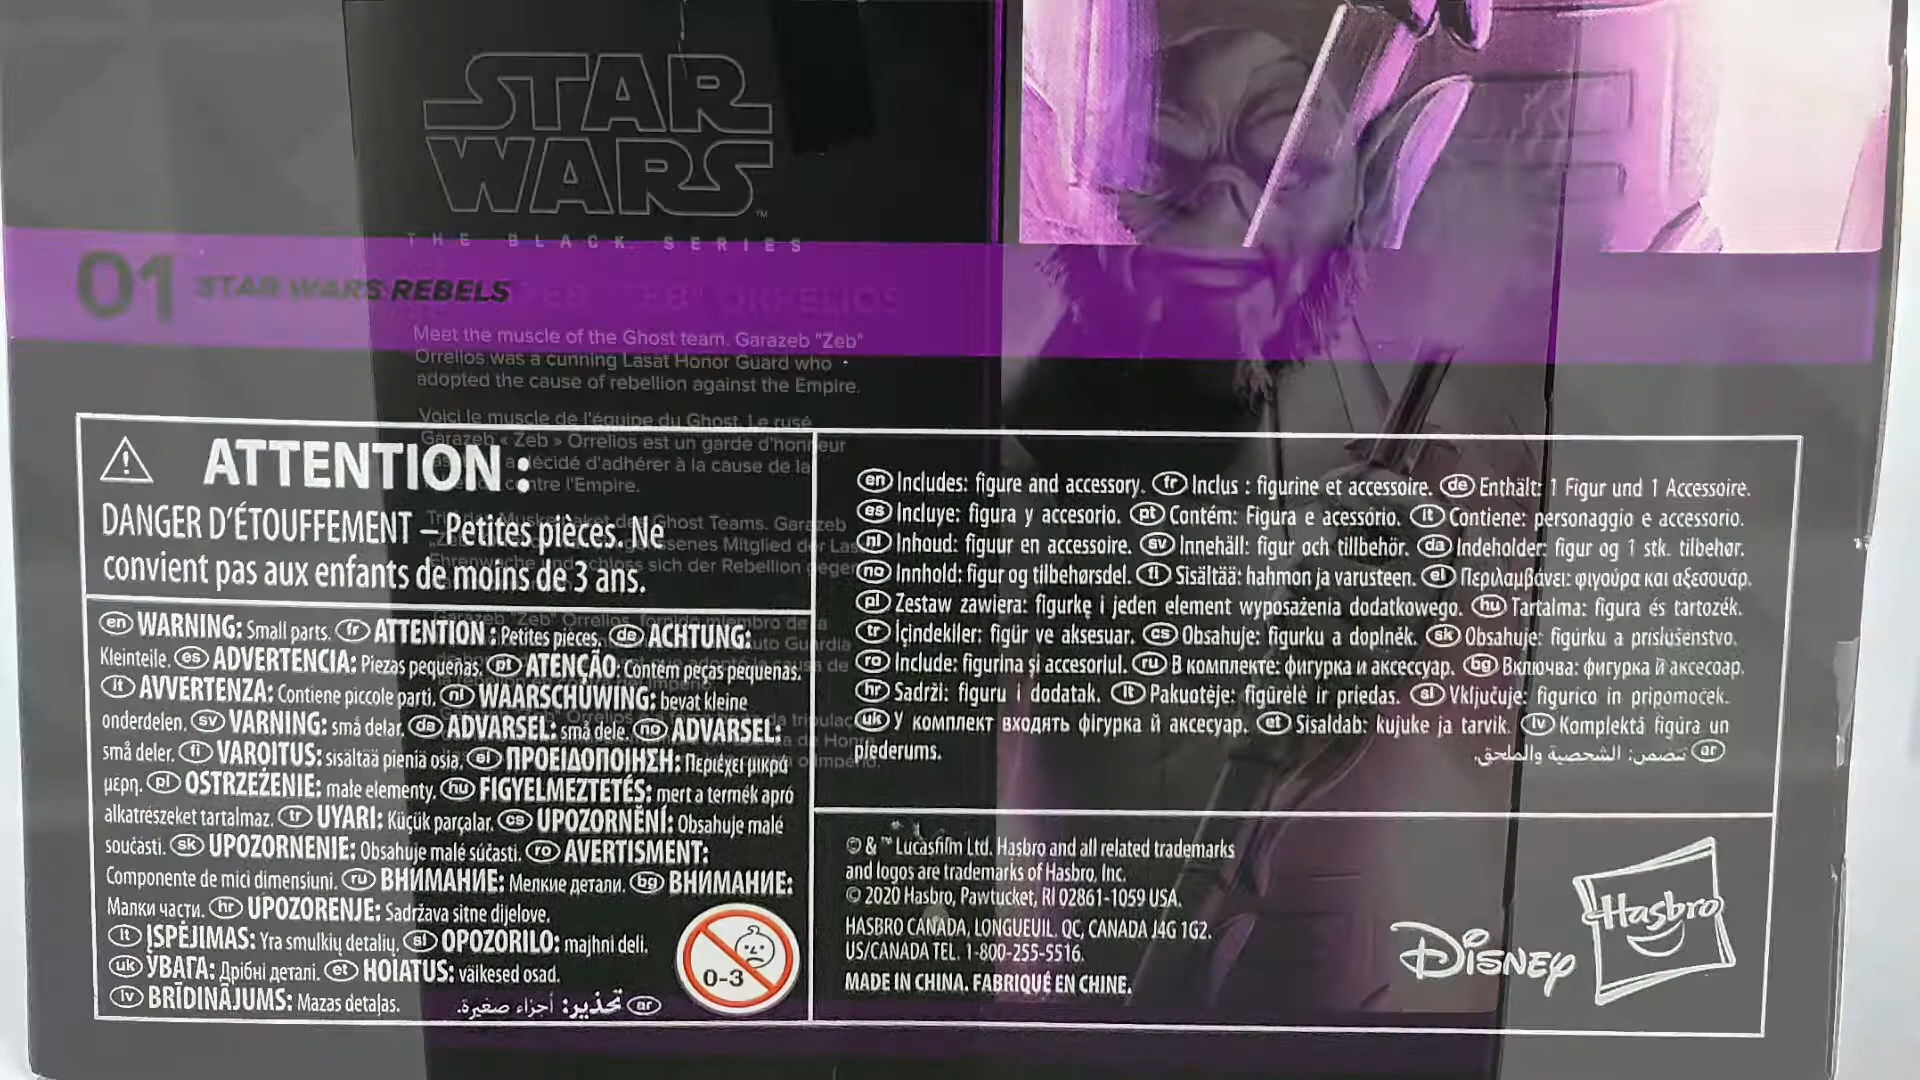 STAR
WARS
™
THE BLACK SERIES
01 STAR WARS REBELS
"ZEB" ORRELIOS
Meet the muscle of the Ghost team. Garazeb "Zeb"
Orrelios was a cunning Lasat Honor Guard who
adopted the cause of rebellion against the Empire.
Voici le muscle de l'équipe du Ghost. Le rusé
Garazeb « Zeb » Orrelios est un garde d'honneur
a décidé d'adhérer à la cause de la
contre l'Empire.
Ghost Teams. Garazeb
Mitglied der
Ehrenwache und schloss sich der Rebellion gegen
ATTENTION :
DANGER D'ÉTOUFFEMENT – Petites pièces. Ne
convient pas aux enfants de moins de 3 ans.
en WARNING: Small parts. fr ATTENTION : Petites pièces. de ACHTUNG:
Kleinteile. es ADVERTENCIA: Piezas pequeñas. pt ATENÇÃO: Contém peças pequenas.
it AVVERTENZA: Contiene piccole parti. nl WAARSCHUWING: bevat kleine
onderdelen. sv VARNING: små delar. da ADVARSEL: små dele. no ADVARSEL:
små deler. fi VAROITUS: sisältää pieniä osia. el ΠΡΟΕΙΔΟΠΟΙΗΣΗ: Περιέχει μικρά
μέρη. pl OSTRZEŻENIE: małe elementy. hu FIGYELMEZTETÉS: mert a termék apró
alkatrészeket tartalmaz. tr UYARI: Küçük parçalar. cs UPOZORNĚNÍ: Obsahuje malé
součásti. sk UPOZORNENIE: Obsahuje malé súčasti. ro AVERTISMENT:
Componente de mici dimensiuni. ru ВНИМАНИЕ: Мелкие детали. bg ВНИМАНИЕ:
Малки части. hr UPOZORENJE: Sadržava sitne dijelove.
lt ĮSPĖJIMAS: Yra smulkių detalių. sl OPOZORILO: majhni deli.
uk УВАГА: Дрібні деталі. et HOIATUS: väikesed osad.
lv BRĪDINĀJUMS: Mazas detaļas. ar تحذير: أجزاء صغيرة.
0-3
en Includes: figure and accessory. fr Inclus : figurine et accessoire. de Enthält: 1 Figur und 1 Accessoire.
es Incluye: figura y accesorio. pt Contém: Figura e acessório. it Contiene: personaggio e accessorio.
nl Inhoud: figuur en accessoire. sv Innehåll: figur och tillbehör. da Indeholder: figur og 1 stk. tilbehør.
no Innhold: figur og tilbehørsdel. fi Sisältää: hahmon ja varusteen. el Περιλαμβάνει: φιγούρα και αξεσουάρ.
pl Zestaw zawiera: figurkę i jeden element wyposażenia dodatkowego. hu Tartalma: figura és tartozék.
tr İçindekiler: figür ve aksesuar. cs Obsahuje: figurku a doplněk. sk Obsahuje: figúrku a príslušenstvo.
ro Include: figurina și accesoriul. ru В комплекте: фигурка и аксессуар. bg Включва: фигурка и аксесоар.
hr Sadrži: figuru i dodatak. lt Pakuotėje: figūrėlė ir priedas. sl Vključuje: figurico in pripomoček.
uk У комплект входять фігурка й аксесуар. et Sisaldab: kujuke ja tarvik. lv Komplektā figūra un
piederums.
ar تتضمن: الشخصية والملحق.
© & ™ Lucasfilm Ltd. Hasbro and all related trademarks
and logos are trademarks of Hasbro, Inc.
© 2020 Hasbro, Pawtucket, RI 02861-1059 USA.
HASBRO CANADA, LONGUEUIL, QC, CANADA J4G 1G2.
US/CANADA TEL. 1-800-255-5516.
MADE IN CHINA. FABRIQUÉ EN CHINE.
Disney
Hasbro